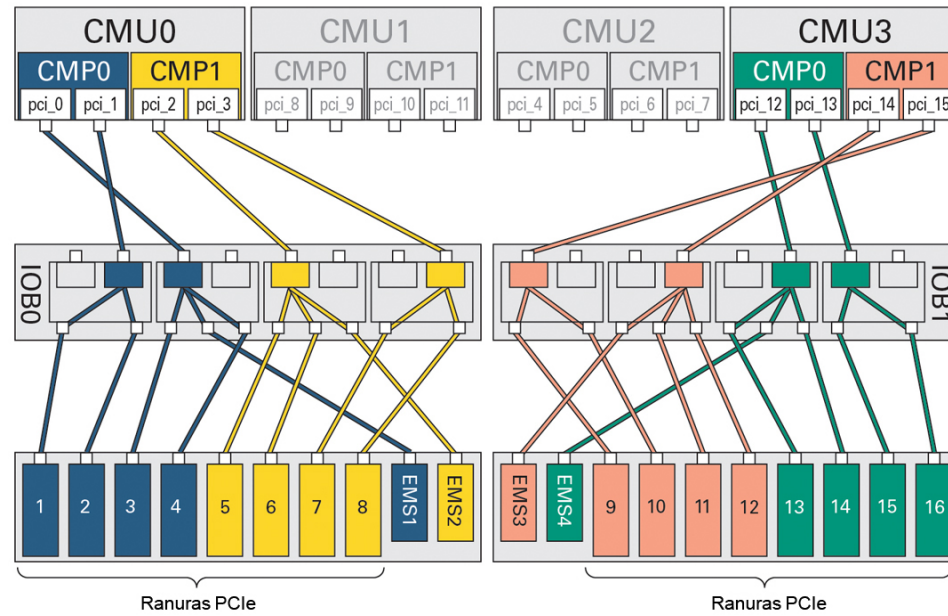 CMU0 CMU1 CMU2 CMU3
CMP0 CMP1 CMP0 CMP1 CMP0 CMP1 CMP0 CMP1
pci_0 pci_1 pci_2 pci_3 pci_8 pci_9 pci_10 pci_11 pci_4 pci_5 pci_6 pci_7 pci_12 pci_13 pci_14 pci_15
IOB0 IOB1
1 2 3 4 5 6 7 8 EMS1 EMS2 EMS3 EMS4 9 10 11 12 13 14 15 16
Ranuras PCIe Ranuras PCIe